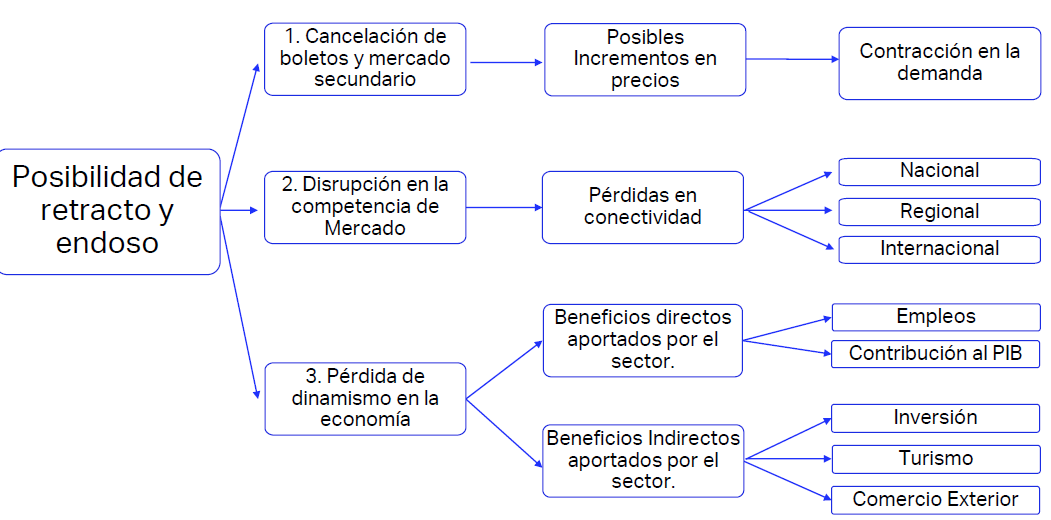 Posibilidad de
retracto y
endoso
1. Cancelación de
boletos y mercado
secundario
Posibles
Incrementos en
precios
Contracción en la
demanda
2. Disrupción en la
competencia de
Mercado
Pérdidas en
conectividad
Nacional
Regional
Internacional
3. Pérdida de
dinamismo en la
economía
Beneficios directos
aportados por el
sector.
Empleos
Contribución al PIB
Beneficios Indirectos
aportados por el
sector.
Inversión
Turismo
Comercio Exterior